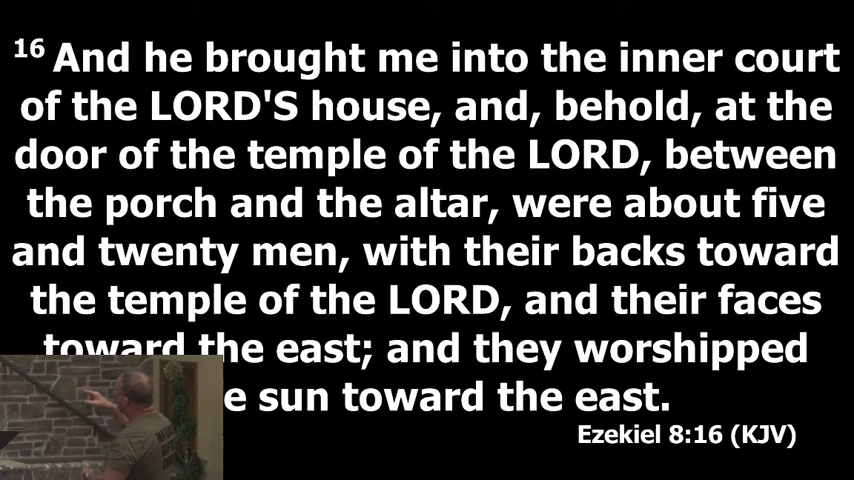 16 And he brought me into the inner court
of the LORD'S house, and, behold, at the
door of the temple of the LORD, between
the porch and the altar, were about five
and twenty men, with their backs toward
the temple of the LORD, and their faces
toward the east; and they worshipped
sun toward the east.
Ezekiel 8:16 (KJV)